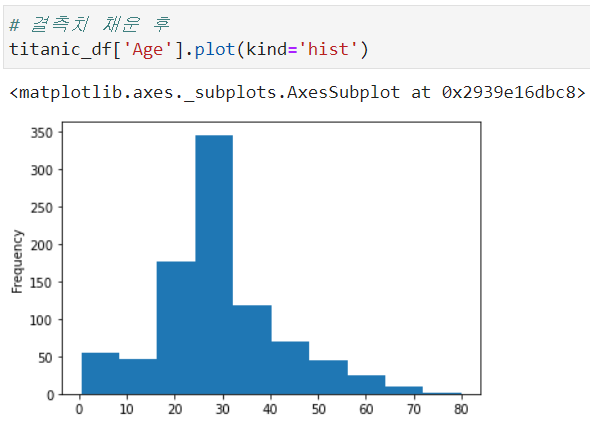 # 결측치 채운 후
titanic_df['Age'].plot(kind='hist')
<matplotlib.axes._subplots.AxesSubplot at 0x2939e16dbc8>
350
300
250
200
150
100
50
0
Frequency
0 10 20 30 40 50 60 70 80